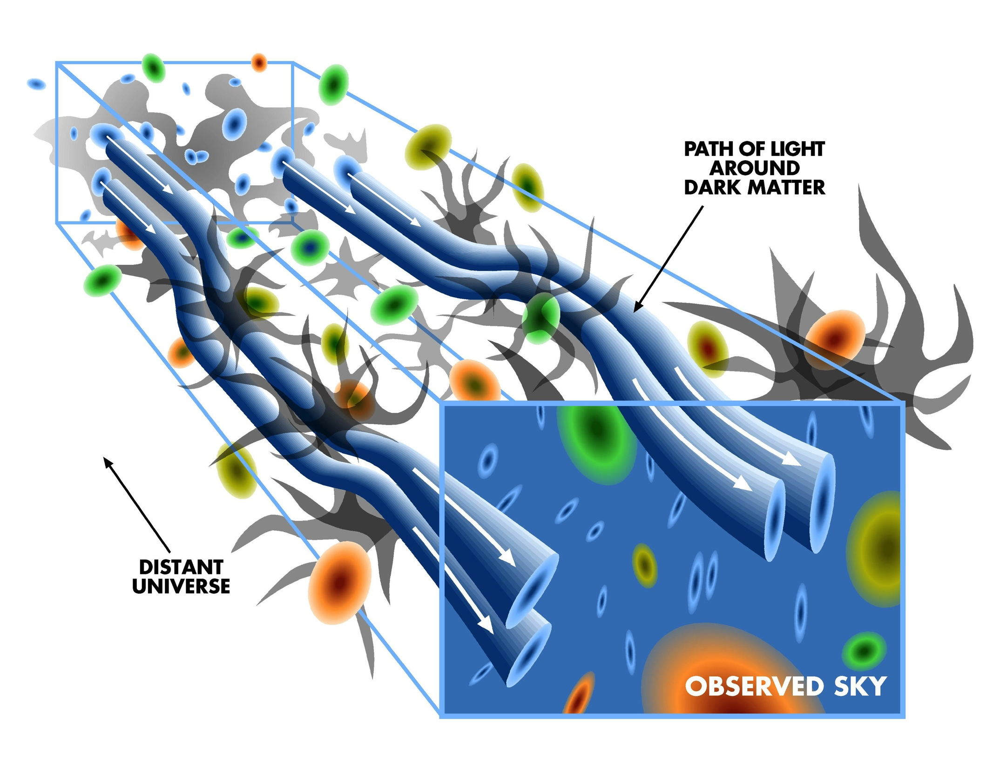 PATH OF LIGHT
AROUND
DARK MATTER
DISTANT
UNIVERSE
OBSERVED SKY